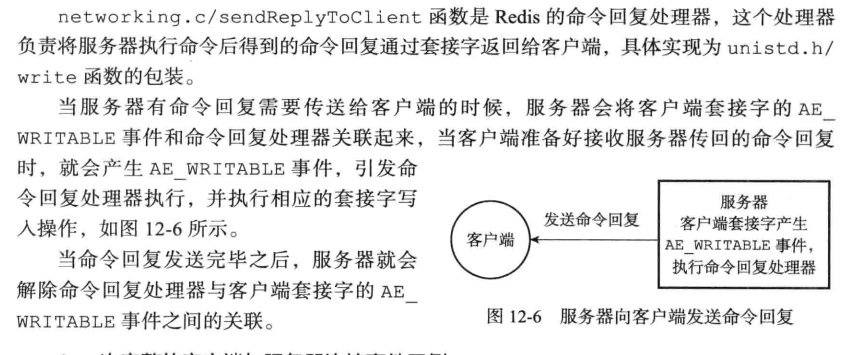 networking.c/sendReplyToClient 函数是 Redis 的命令回复处理器，这个处理器
负责将服务器执行命令后得到的命令回复通过套接字返回给客户端，具体实现为 unistd.h/
write 函数的包装。
当服务器有命令回复需要传送给客户端的时候，服务器会将客户端套接字的 AE_
WRITABLE 事件和命令回复处理器关联起来，当客户端准备好接收服务器传回的命令回复
时，就会产生 AE_WRITABLE 事件，引发命
令回复处理器执行，并执行相应的套接字写
入操作，如图 12-6 所示。
当命令回复发送完毕之后，服务器就会
解除命令回复处理器与客户端套接字的 AE_
WRITABLE 事件之间的关联。
客户端
发送命令回复
服务器
客户端套接字产生
AE_WRITABLE 事件，
执行命令回复处理器
图 12-6 服务器向客户端发送命令回复